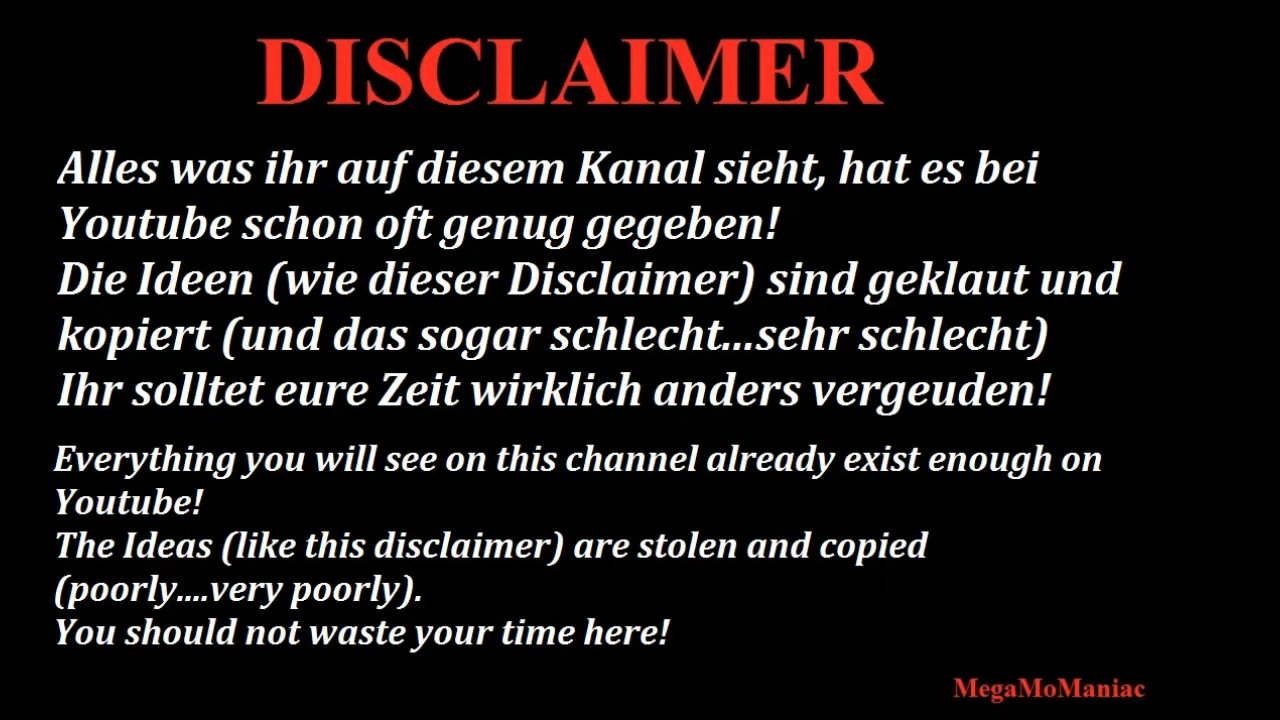 DISCLAIMER
Alles was ihr auf diesem Kanal sieht, hat es bei
Youtube schon oft genug gegeben!
Die Ideen (wie dieser Disclaimer) sind geklaut und
kopiert (und das sogar schlecht...sehr schlecht)
Ihr solltet eure Zeit wirklich anders vergeuden!
Everything you will see on this channel already exist enough on
Youtube!
The Ideas (like this disclaimer) are stolen and copied
(poorly....very poorly).
You should not waste your time here!
MegaMoManiac